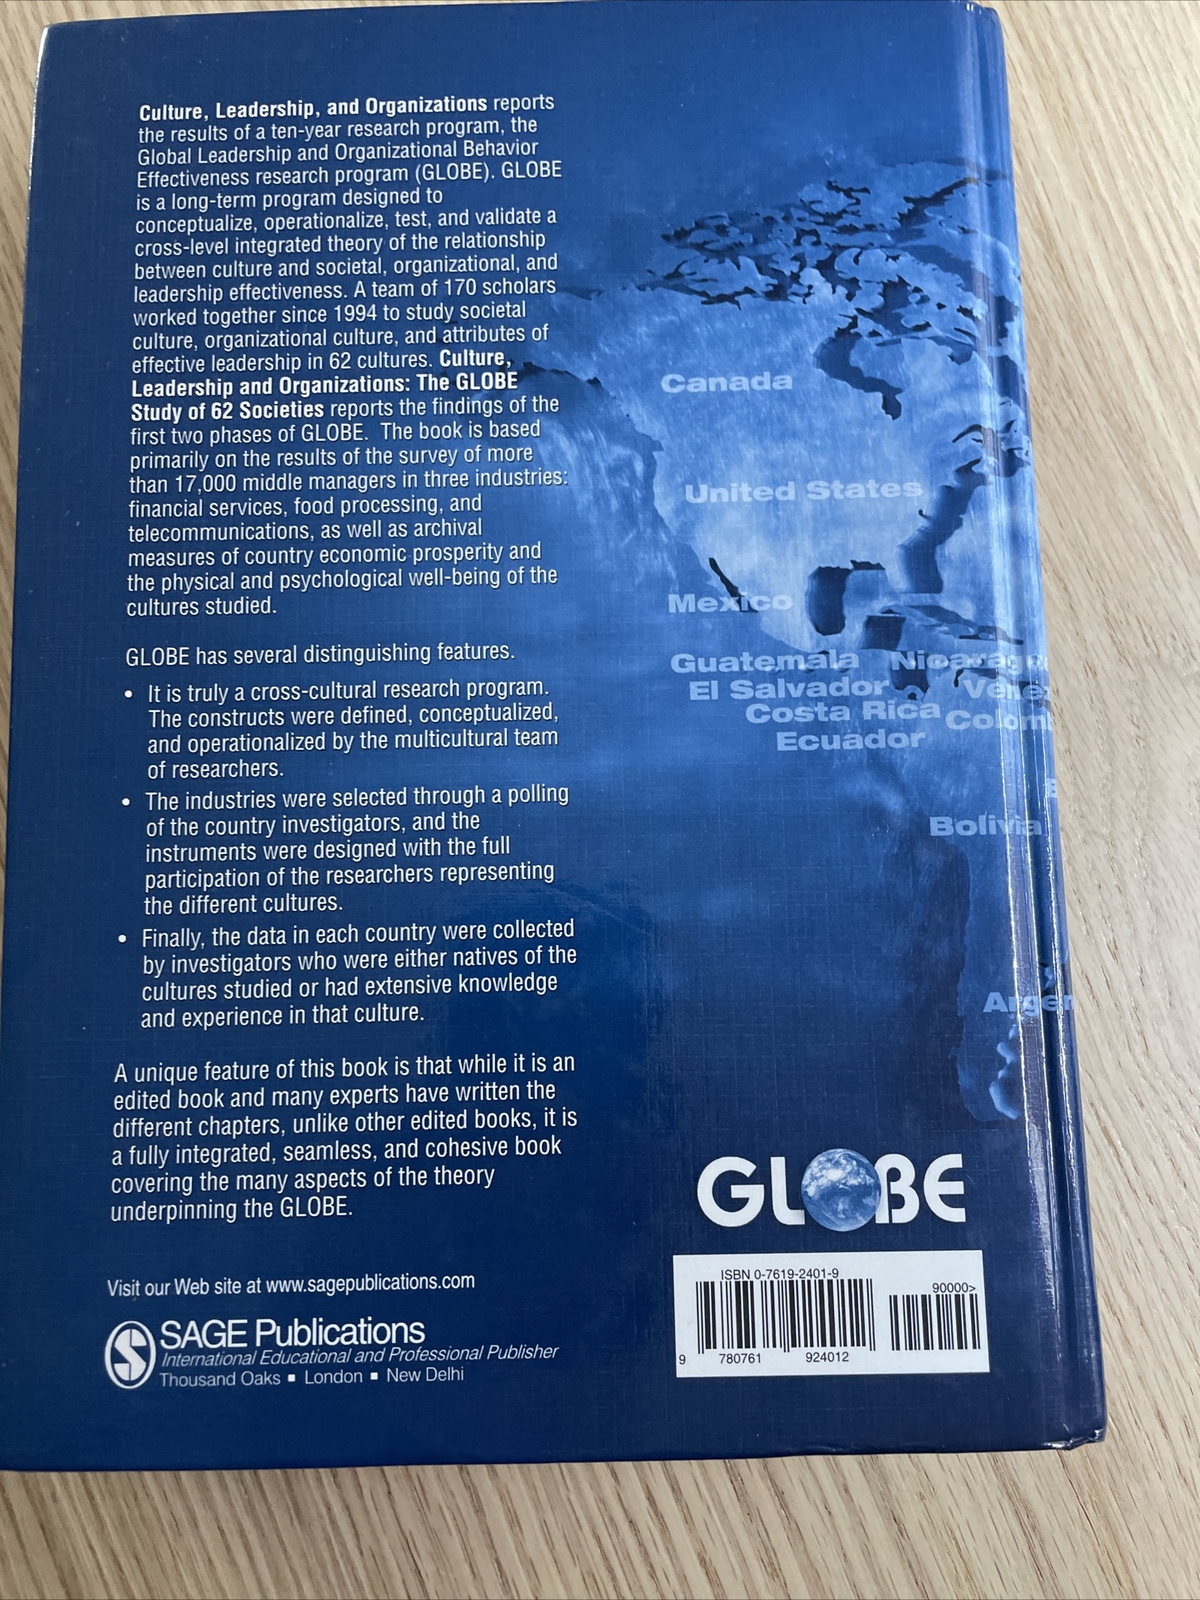 Culture, Leadership, and Organizations reports
the results of a ten-year research program, the
Global Leadership and Organizational Behavior
Effectiveness research program (GLOBE). GLOBE
is a long-term program designed to
conceptualize, operationalize, test, and validate a
cross-level integrated theory of the relationship
between culture and societal, organizational, and
leadership effectiveness. A team of 170 scholars
worked together since 1994 to study societal
culture, organizational culture, and attributes of
effective leadership in 62 cultures. Culture,
Leadership and Organizations: The GLOBE
Study of 62 Societies reports the findings of the
first two phases of GLOBE. The book is based
primarily on the results of the survey of more
than 17,000 middle managers in three industries:
financial services, food processing, and
telecommunications, as well as archival
measures of country economic prosperity and
the physical and psychological well-being of the
cultures studied.
GLOBE has several distinguishing features.
• It is truly a cross-cultural research program.
The constructs were defined, conceptualized,
and operationalized by the multicultural team
of researchers.
• The industries were selected through a polling
of the country investigators, and the
instruments were designed with the full
participation of the researchers representing
the different cultures.
• Finally, the data in each country were collected
by investigators who were either natives of the
cultures studied or had extensive knowledge
and experience in that culture.
A unique feature of this book is that while it is an
edited book and many experts have written the
different chapters, unlike other edited books, it is
a fully integrated, seamless, and cohesive book
covering the many aspects of the theory
underpinning the GLOBE.
Visit our Web site at www.sagepublications.com
S SAGE Publications
International Educational and Professional Publisher
Thousand Oaks ▪ London ▪ New Delhi
Canada
United States
Mexico
Guatemala Nicarag
El Salvador Venez
Costa Rica Colom
Ecuador
Bolivia
Argen
GLOBE
ISBN 0-7619-2401-9
90000>
9 780761 924012